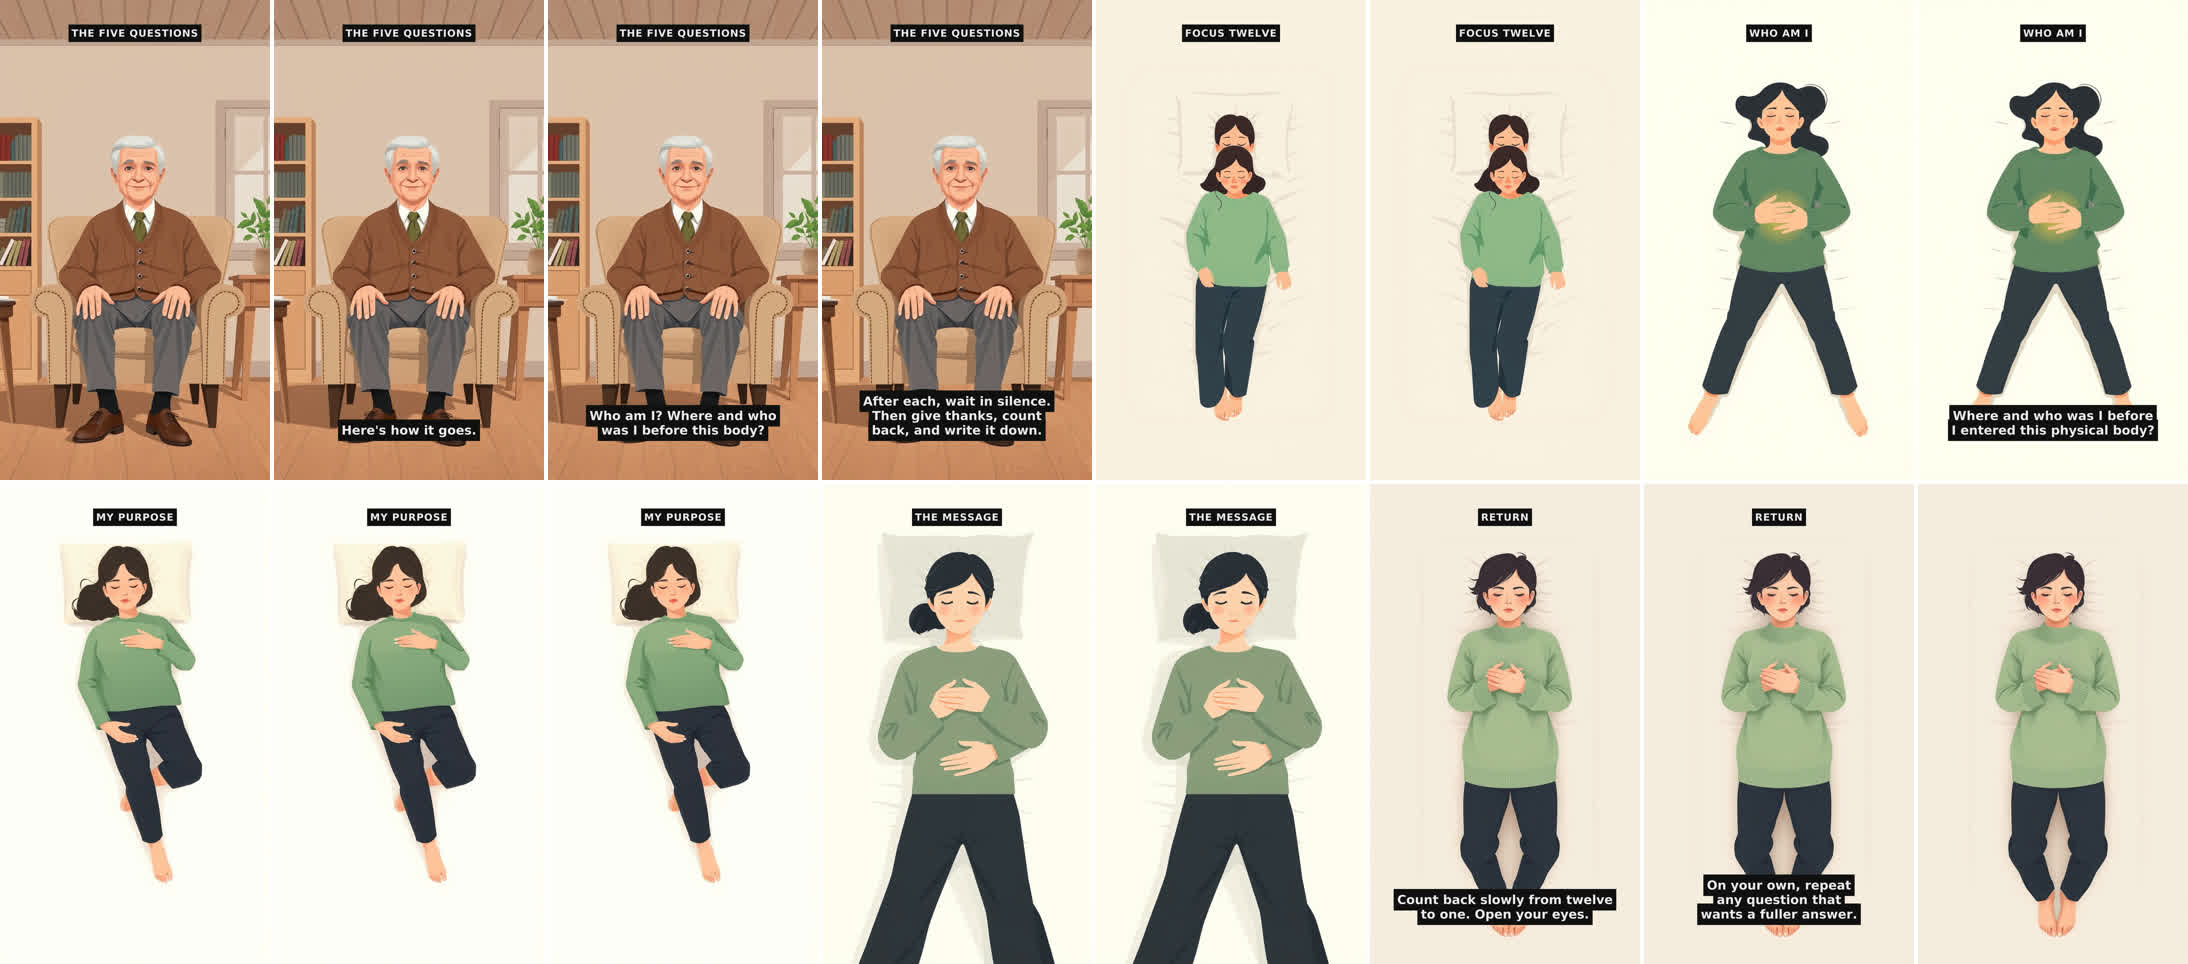 THE FIVE QUESTIONS
THE FIVE QUESTIONS
Here's how it goes.
THE FIVE QUESTIONS
Who am I? Where and who
was I before this body?
THE FIVE QUESTIONS
After each, wait in silence.
Then give thanks, count
back, and write it down.
FOCUS TWELVE
FOCUS TWELVE
WHO AM I
WHO AM I
Where and who was I before
I entered this physical body?
MY PURPOSE
MY PURPOSE
MY PURPOSE
THE MESSAGE
THE MESSAGE
RETURN
Count back slowly from twelve
to one. Open your eyes.
RETURN
On your own, repeat
any question that
wants a fuller answer.